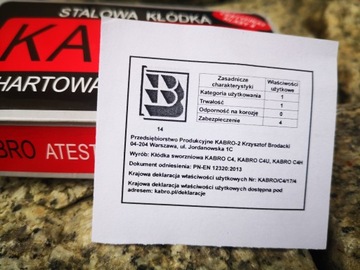 STALOWA KŁÓDKA
KA
HARTOWA
BRO ATEST
B
14
Zasadnicze charakterystyki
Właściwości użytkowe
Kategoria użytkowania 1
Trwałość 1
Odporność na korozję 0
Zabezpieczenie 4
Przedsiębiorstwo Produkcyjne KABRO-2 Krzysztof Brodacki
04-204 Warszawa, ul. Jordanowska 1C
Wyrób: Kłódka sworzniowa KABRO C4, KABRO C4U, KABRO C4H
Dokument odniesienia: PN-EN 12320:2013
Krajowa deklaracja właściwości użytkowych Nr: KABRO/C4/17/4
Krajowa deklaracja właściwości użytkowych dostępna pod
adresem: kabro.pl/deklaracje